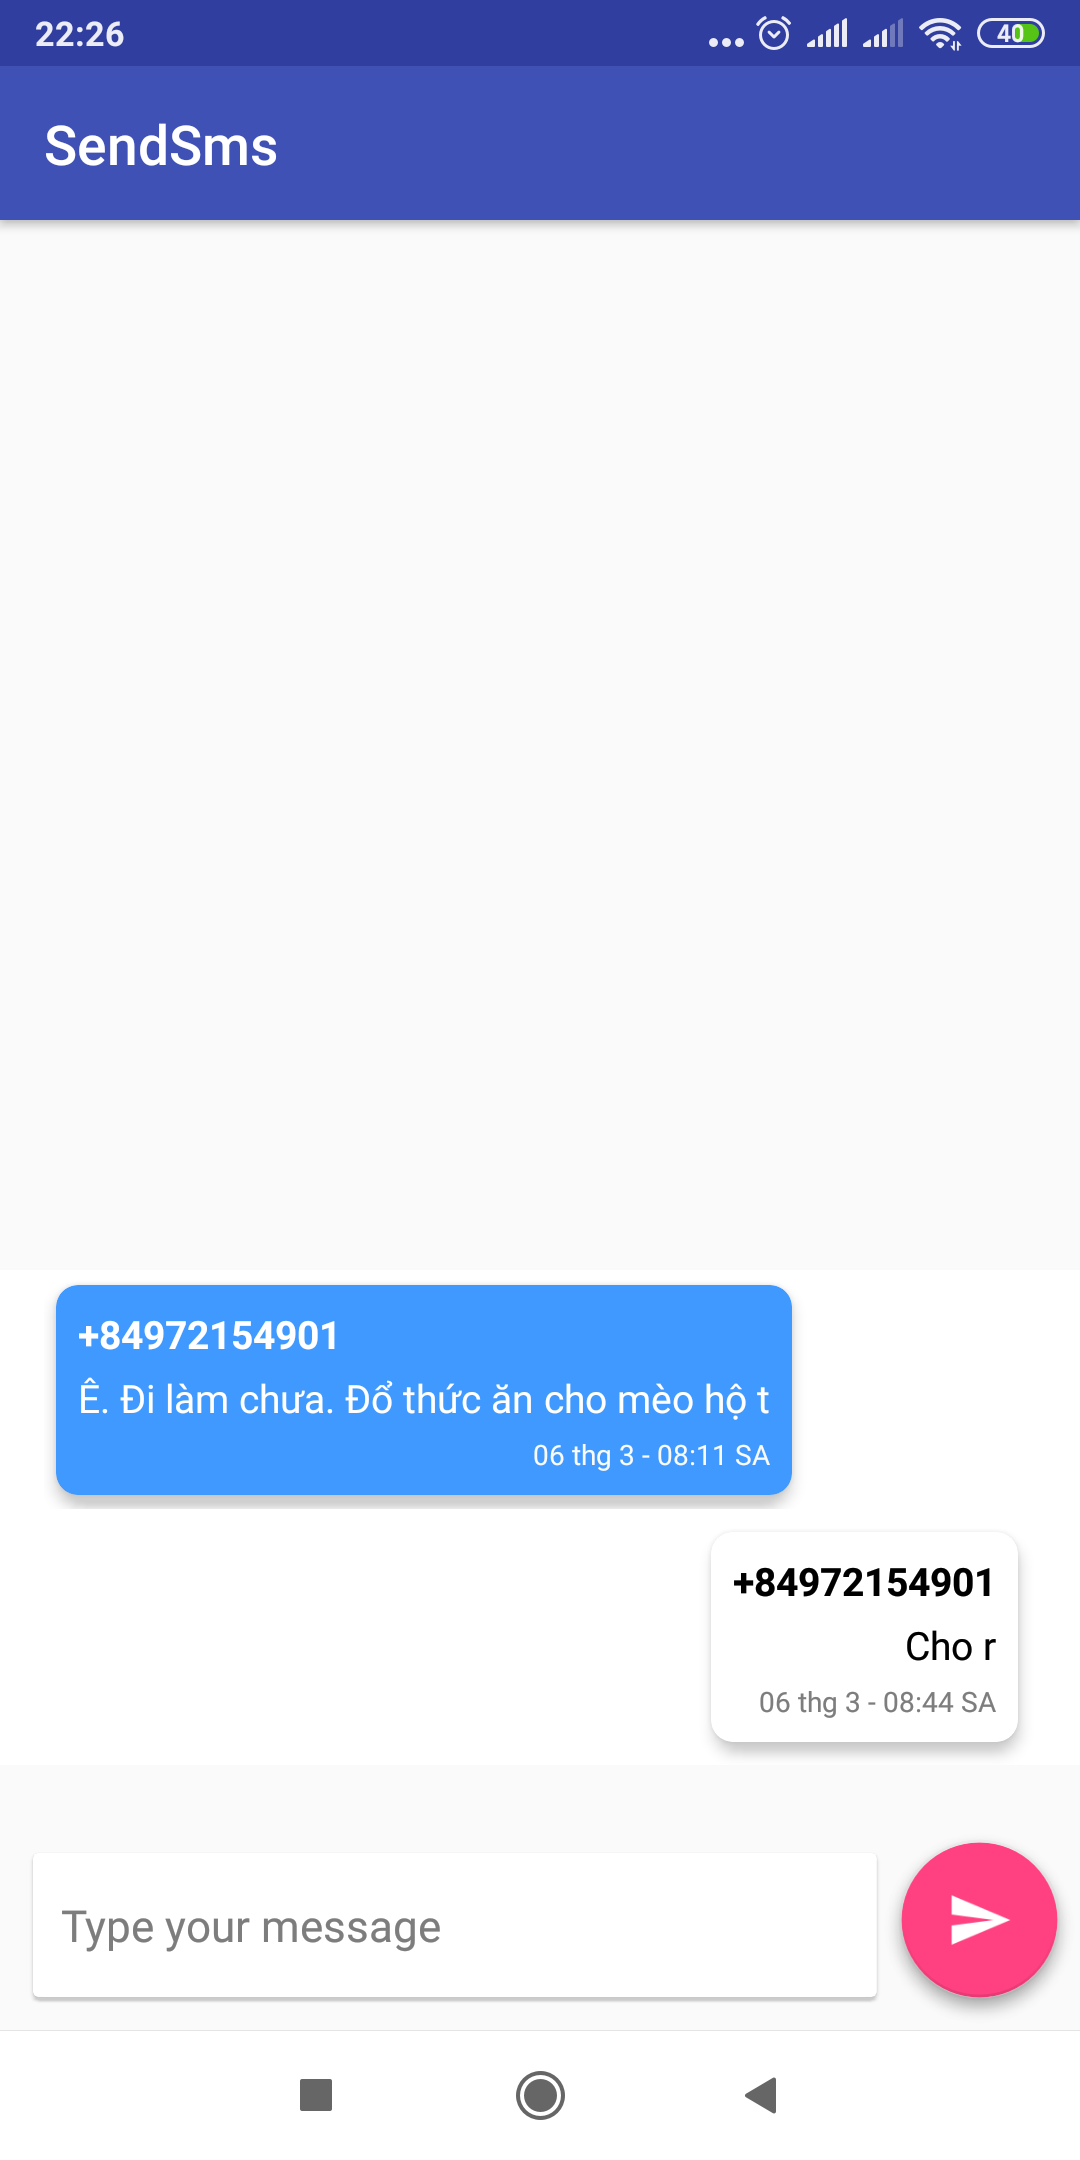 22:26
40
SendSms
+84972154901
Ê. Đi làm chưa. Đổ thức ăn cho mèo hộ t
06 thg 3 - 08:11 SA
+84972154901
Cho r
06 thg 3 - 08:44 SA
Type your message